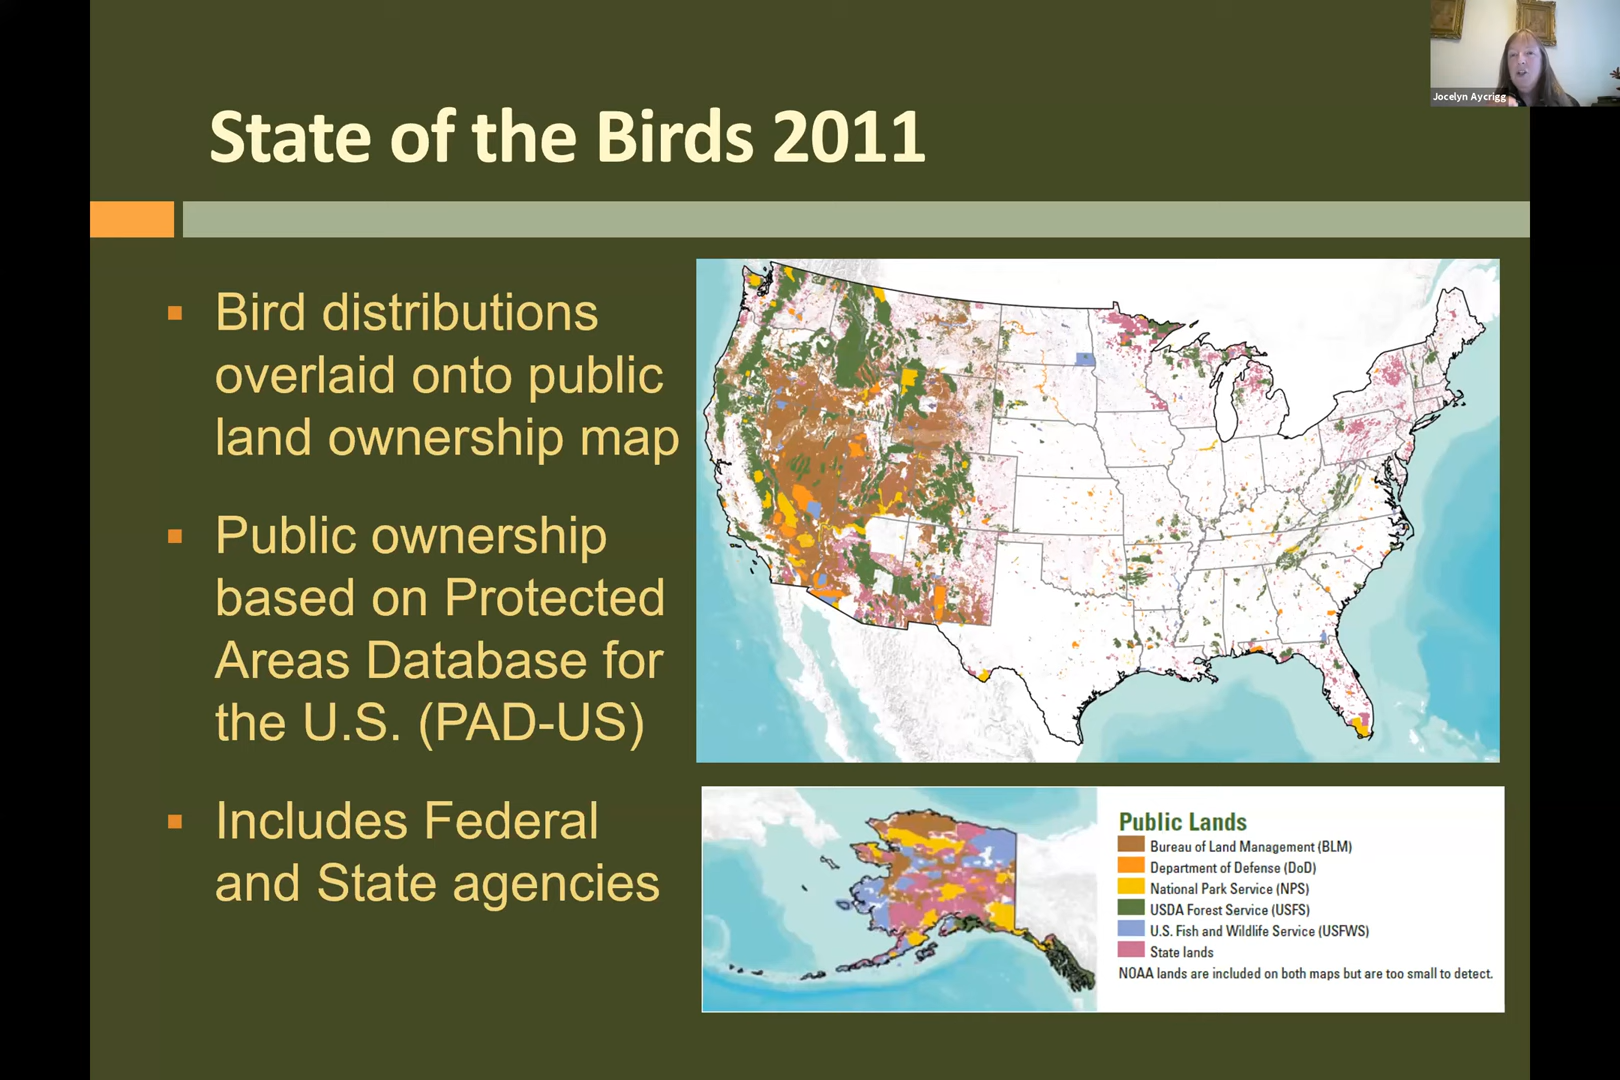 Jocelyn Aycrigg
State of the Birds 2011
Bird distributions
overlaid onto public
land ownership map
Public ownership
based on Protected
Areas Database for
the U.S. (PAD-US)
Includes Federal
and State agencies
Public Lands
Bureau of Land Management (BLM)
Department of Defense (DoD)
National Park Service (NPS)
USDA Forest Service (USFS)
U.S. Fish and Wildlife Service (USFWS)
State lands
NOAA lands are included on both maps but are too small to detect.